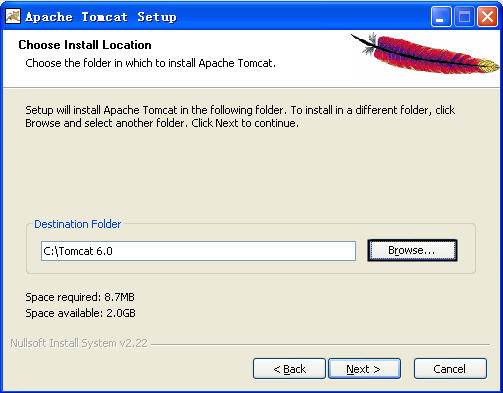 Apache Tomcat Setup
Choose Install Location
Choose the folder in which to install Apache Tomcat.
Setup will install Apache Tomcat in the following folder. To install in a different folder, click
Browse and select another folder. Click Next to continue.
Destination Folder
C:\Tomcat 6.0
Browse...
Space required: 8.7MB
Space available: 2.0GB
Nullsoft Install System v2.22
< Back
Next >
Cancel